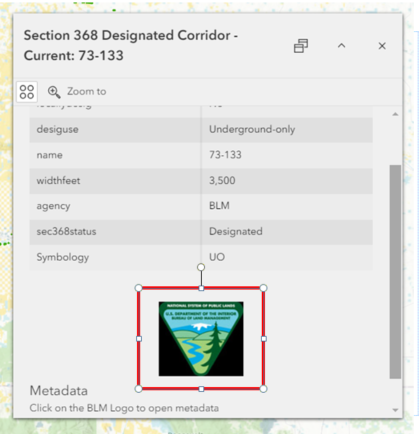 Section 368 Designated Corridor -
Current: 73-133
Zoom to
desiguse Underground-only
name 73-133
widthfeet 3,500
agency BLM
sec368status Designated
Symbology UO
NATIONAL SYSTEM OF PUBLIC LANDS
U.S. DEPARTMENT OF THE INTERIOR
BUREAU OF LAND MANAGEMENT
Metadata
Click on the BLM Logo to open metadata